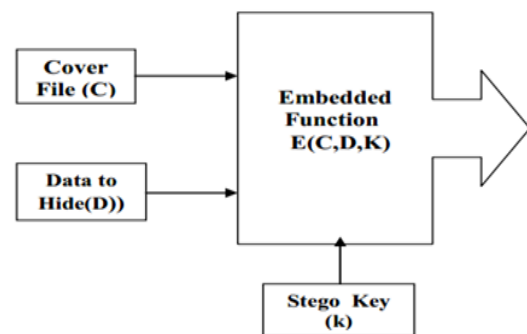 Cover
File (C)
Embedded
Function
E(C,D,K)
Data to
Hide(D))
Stego Key
(k)